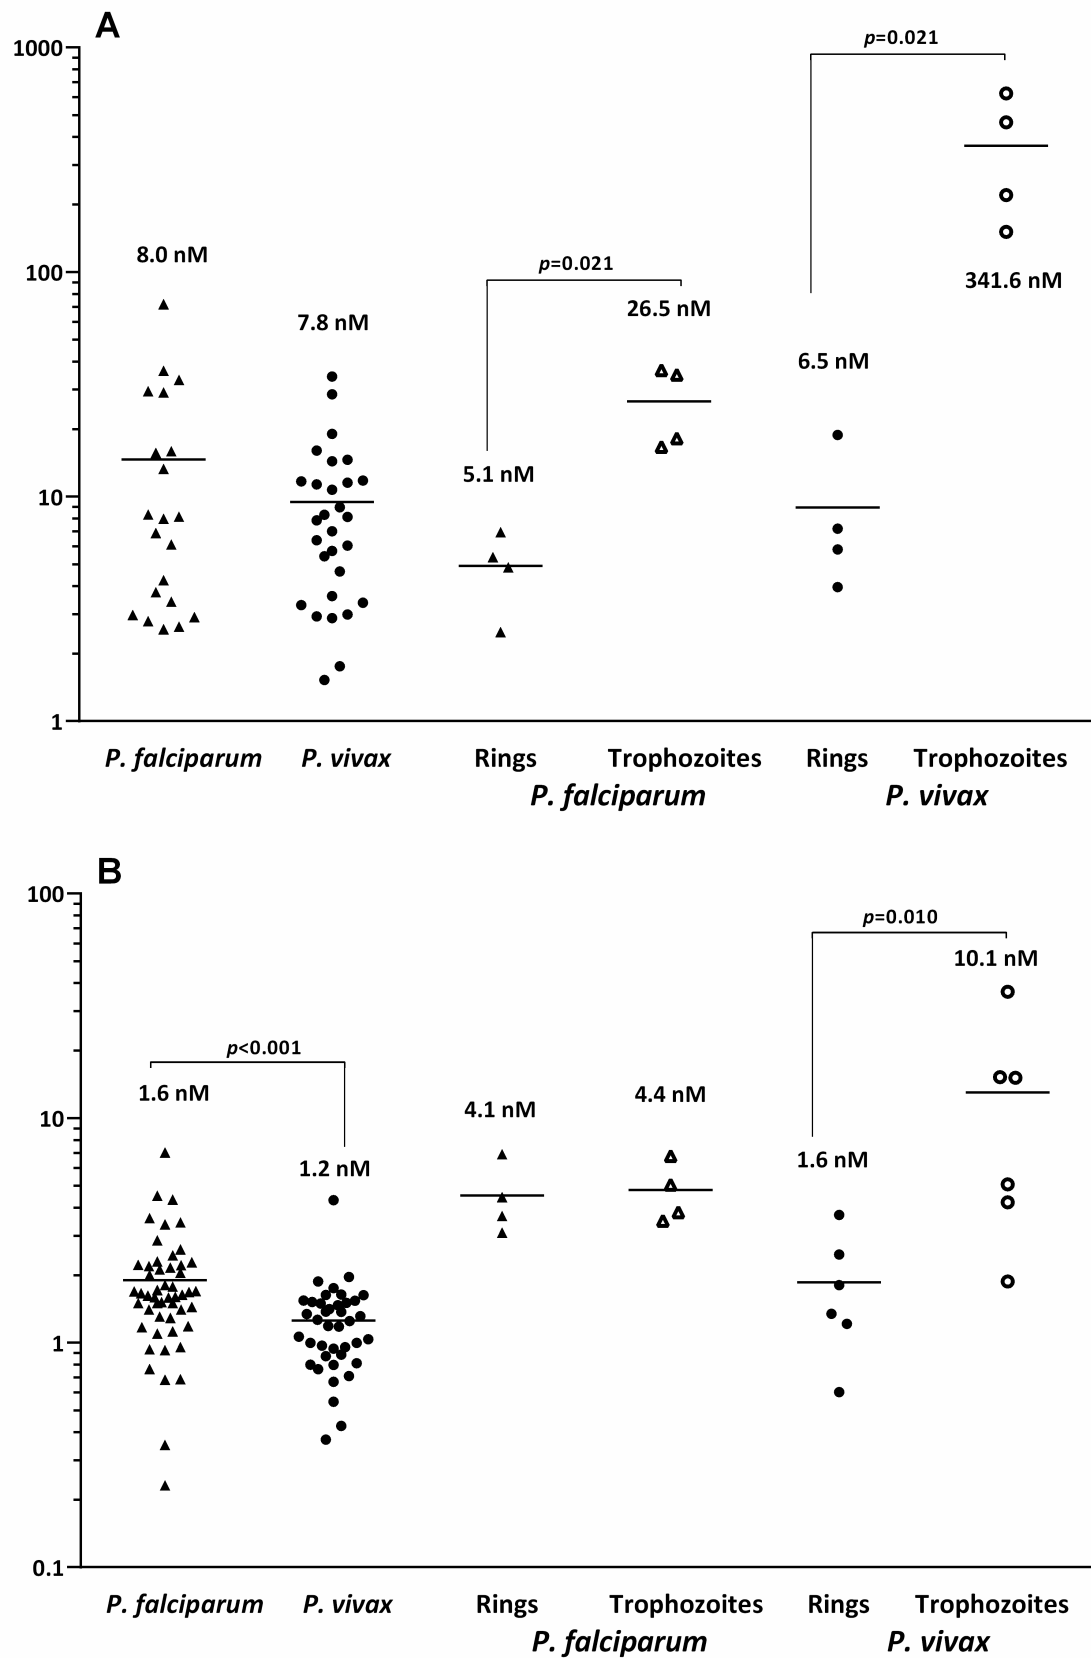 A
1000
p=0.021
100
8.0 nM
p=0.021
341.6 nM
26.5 nM
7.8 nM
6.5 nM
5.1 nM
10
1
P. falciparum P. vivax Rings Trophozoites Rings Trophozoites
P. falciparum P. vivax
B
100
p=0.010
10.1 nM
p<0.001
1.6 nM
4.1 nM
4.4 nM
10
1.2 nM
1.6 nM
1
0.1
P. falciparum P. vivax Rings Trophozoites Rings Trophozoites
P. falciparum P. vivax